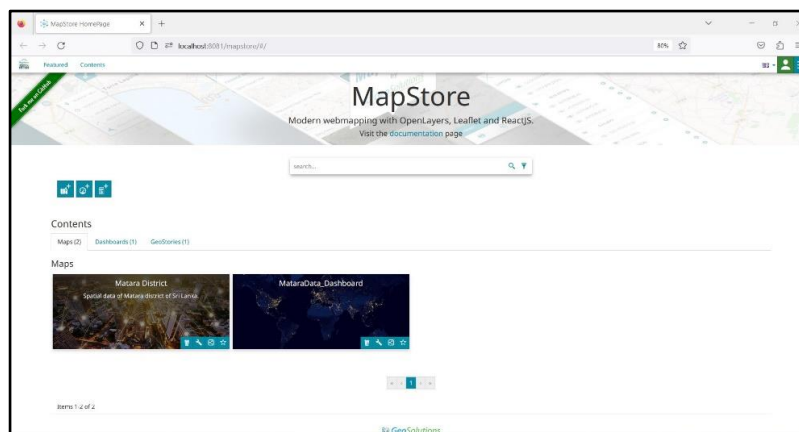 MapStore HomePage
localhost:8081/mapstore/#/
80%
Featured
Contents
Fork me on GitHub
MapStore
Modern webmapping with OpenLayers, Leaflet and ReactJS.
Visit the documentation page
search...
Contents
Maps (2)
Dashboards (1)
GeoStories (1)
Maps
Matara District
Spatial data of Matara district of Sri Lanka.
MataraData_Dashboard
« ‹ 1 › »
Items 1-2 of 2
GeoSolutions